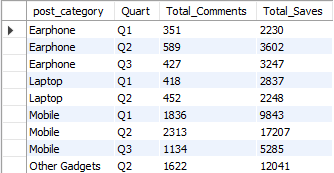 post_category Quart Total_Comments Total_Saves
Earphone Q1 351 2230
Earphone Q2 589 3602
Earphone Q3 427 3247
Laptop Q1 418 2837
Laptop Q2 452 2248
Mobile Q1 1836 9843
Mobile Q2 2313 17207
Mobile Q3 1134 5285
Other Gadgets Q2 1622 12041